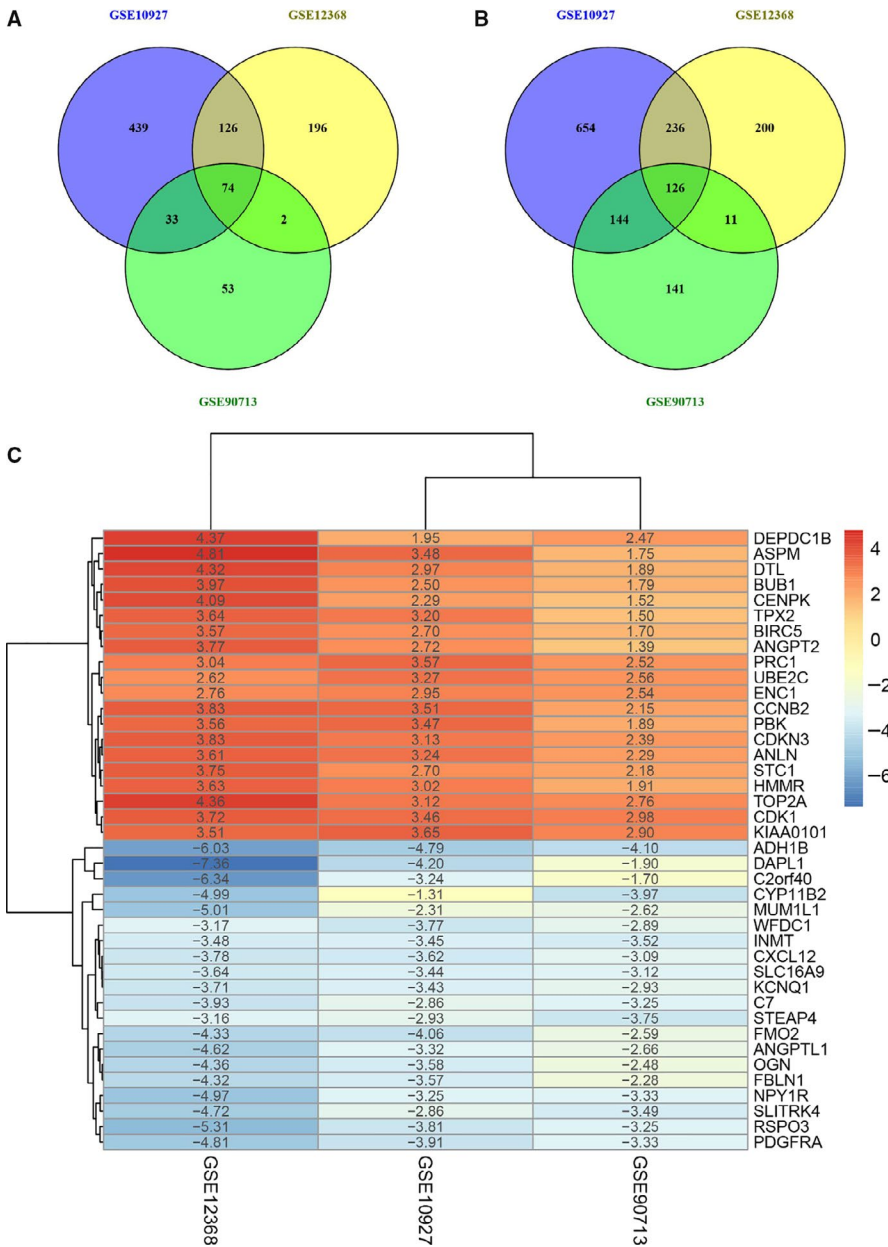 A
B
GSE10927
GSE12368
GSE10927
GSE12368
439
126
196
654
236
200
74
126
33
2
144
11
53
141
GSE90713
GSE90713
C
4.37 1.95 2.47 DEPDC1B
4.81 3.48 1.75 ASPM
4.32 2.97 1.89 DTL
3.97 2.50 1.79 BUB1
4.09 2.29 1.52 CENPK
3.64 3.20 1.50 TPX2
3.57 2.70 1.70 BIRC5
3.77 2.72 1.39 ANGPT2
3.04 3.57 2.52 PRC1
2.62 3.27 2.56 UBE2C
2.76 2.95 2.54 ENC1
3.83 3.51 2.15 CCNB2
3.56 3.47 1.89 PBK
3.83 3.13 2.39 CDKN3
3.61 3.24 2.29 ANLN
3.75 2.70 2.18 STC1
3.63 3.02 1.91 HMMR
4.36 3.12 2.76 TOP2A
3.72 3.46 2.98 CDK1
3.51 3.65 2.90 KIAA0101
−6.03 −4.79 −4.10 ADH1B
−7.36 −4.20 −1.90 DAPL1
−6.34 −3.24 −1.70 C2orf40
−4.99 −1.31 −3.97 CYP11B2
−5.01 −2.31 −2.62 MUM1L1
−3.17 −3.77 −2.89 WFDC1
−3.48 −3.45 −3.52 INMT
−3.78 −3.62 −3.09 CXCL12
−3.64 −3.44 −3.12 SLC16A9
−3.71 −3.43 −2.93 KCNQ1
−3.93 −2.86 −3.25 C7
−3.16 −2.93 −3.75 STEAP4
−4.33 −4.06 −2.59 FMO2
−4.62 −3.32 −2.66 ANGPTL1
−4.36 −3.58 −2.48 OGN
−4.32 −3.57 −2.28 FBLN1
−4.97 −3.25 −3.33 NPY1R
−4.72 −2.86 −3.49 SLITRK4
−5.31 −3.81 −3.25 RSPO3
−4.81 −3.91 −3.33 PDGFRA
4
2
0
−2
−4
−6
GSE12368
GSE10927
GSE90713